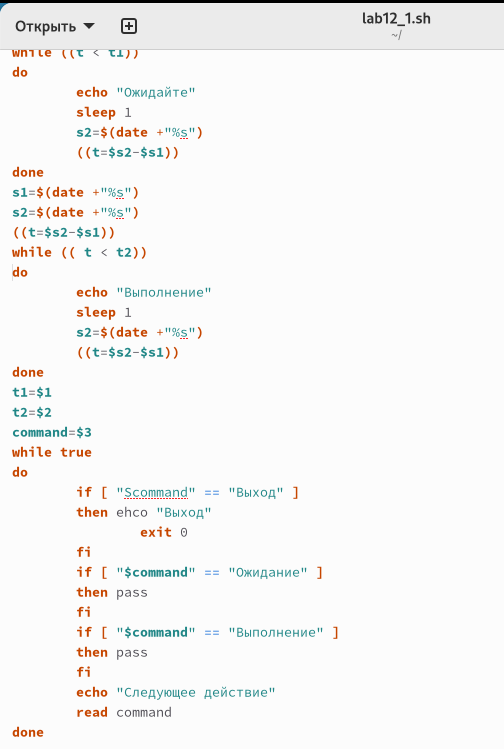 Открыть
lab12_1.sh
~/
while ((t < t1))
do
        echo "Ожидайте"
        sleep 1
        s2=$(date +"%s")
        ((t=$s2-$s1))
done
s1=$(date +"%s")
s2=$(date +"%s")
((t=$s2-$s1))
while (( t < t2))
do
        echo "Выполнение"
        sleep 1
        s2=$(date +"%s")
        ((t=$s2-$s1))
done
t1=$1
t2=$2
command=$3
while true
do
        if [ "Scommand" == "Выход" ]
        then ehco "Выход"
                exit 0
        fi
        if [ "$command" == "Ожидание" ]
        then pass
        fi
        if [ "$command" == "Выполнение" ]
        then pass
        fi
        echo "Следующее действие"
        read command
done